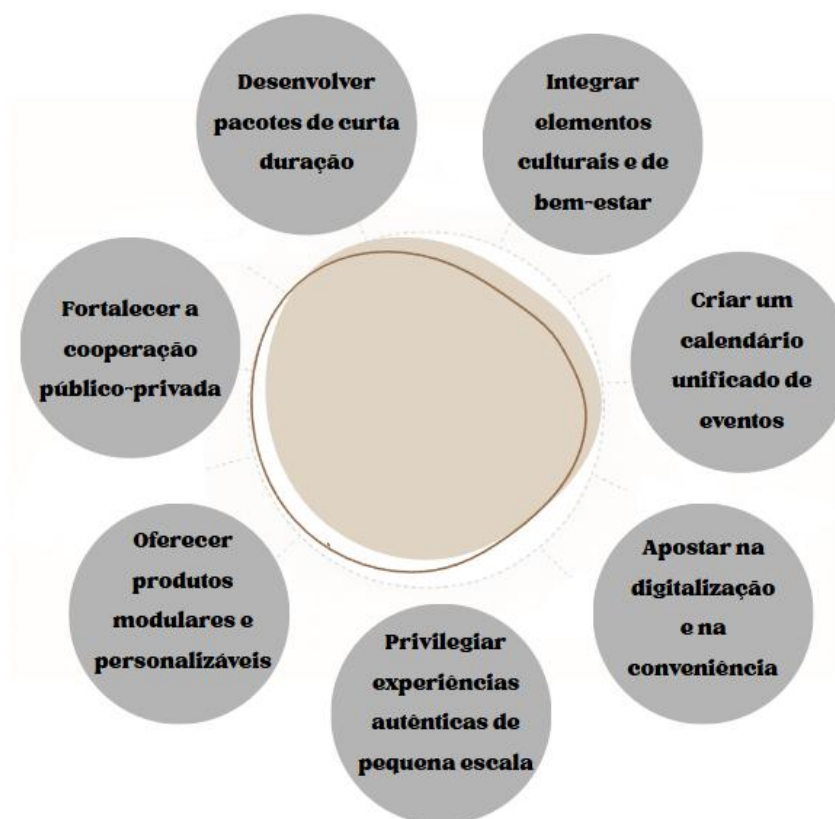 Desenvolver
pacotes de curta
duração
Integrar
elementos
culturais e de
bem-estar
Criar um
calendário
unificado de
eventos
Apostar na
digitalização
e na
conveniência
Privilegiar
experiências
autênticas de
pequena escala
Oferecer
produtos
modulares e
personalizáveis
Fortalecer a
cooperação
público-privada